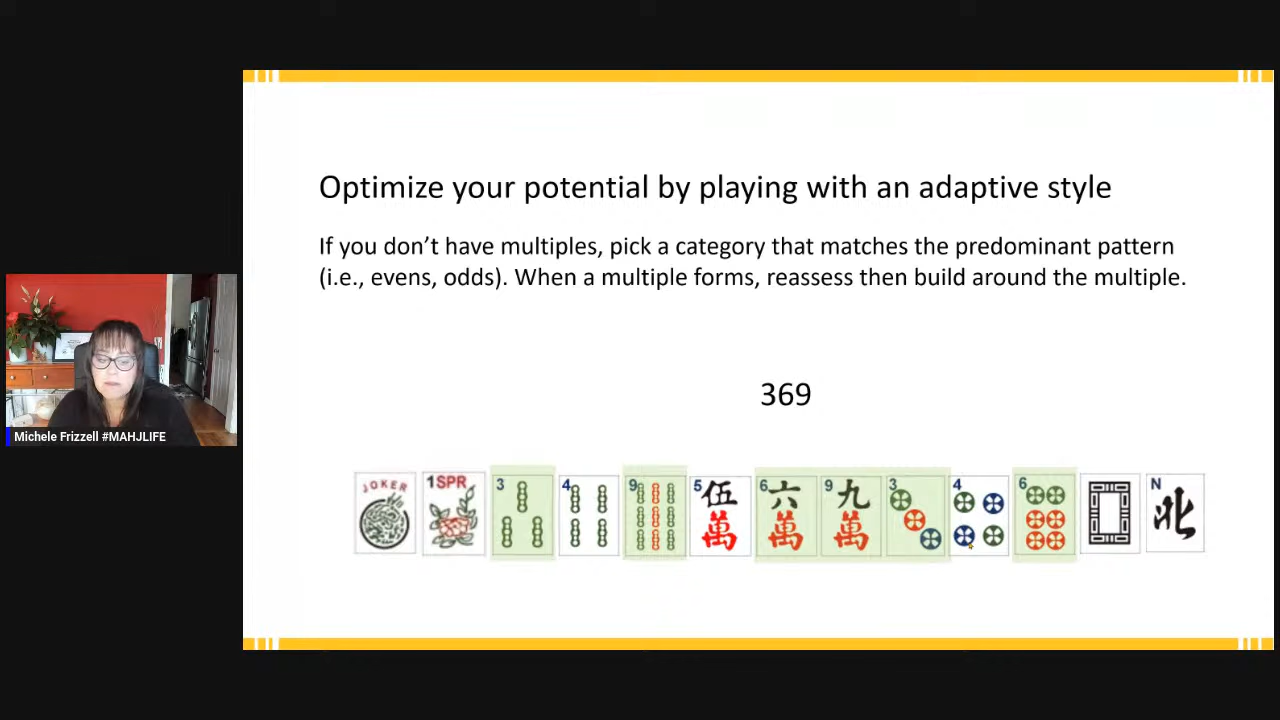 Optimize your potential by playing with an adaptive style
If you don’t have multiples, pick a category that matches the predominant pattern
(i.e., evens, odds). When a multiple forms, reassess then build around the multiple.
369
JOKER 1SPR 3 4 9 5 伍萬 6 六萬 9 九萬 3 4 6 N 北
Michele Frizzell #MAHJLIFE